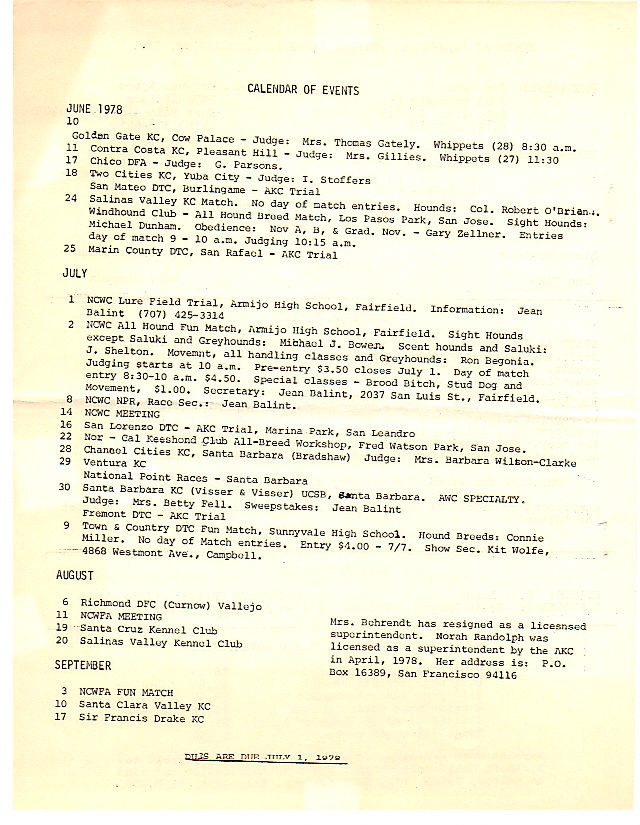 CALENDAR OF EVENTS
JUNE 1978
10
Golden Gate KC, Cow Palace - Judge: Mrs. Thomas Gately. Whippets (28) 8:30 a.m.
11 Contra Costa KC, Pleasant Hill - Judge: Mrs. Gillies. Whippets (27) 11:30
17 Chico DFA - Judge: G. Parsons.
18 Two Cities KC, Yuba City - Judge: I. Stoffers
San Mateo DTC, Burlingame - AKC Trial
24 Salinas Valley KC Match. No day of match entries. Hounds: Col. Robert O'Brian.
Windhound Club - All Hound Breed Match, Los Pasos Park, San Jose. Sight Hounds:
Michael Dunham. Obedience: Nov A, B, & Grad. Nov. - Gary Zellner. Entries
day of match 9 - 10 a.m. Judging 10:15 a.m.
25 Marin County DTC, San Rafael - AKC Trial
JULY
1 NCWC Lure Field Trial, Armijo High School, Fairfield. Information: Jean
Balint (707) 425-3314
2 NCWC All Hound Fun Match, Armijo High School, Fairfield. Sight Hounds
except Saluki and Greyhounds: Mibhael J. Bowen. Scent hounds and Saluki:
J. Shelton. Movemnt, all handling classes and Greyhounds: Ron Begonia.
Judging starts at 10 a.m. Pre-entry $3.50 closes July 1. Day of match
entry 8:30-10 a.m. $4.50. Special classes - Brood Bitch, Stud Dog and
Movement, $1.00. Secretary: Jean Balint, 2037 San Luis St., Fairfield.
8 NCWC NPR, Race Sec.: Jean Balint.
14 NCWC MEETING
16 San Lorenzo DTC - AKC Trial, Marina Park, San Leandro
22 Nor - Cal Keeshond Club All-Breed Workshop, Fred Watson Park, San Jose.
28 Channel Cities KC, Santa Barbara (Bradshaw) Judge: Mrs. Barbara Wilson-Clarke
29 Ventura KC
National Point Races - Santa Barbara
30 Santa Barbara KC (Visser & Visser) UCSB, Santa Barbara. AWC SPECIALTY.
Judge: Mrs. Betty Fell. Sweepstakes: Jean Balint
Fremont DTC - AKC Trial
9 Town & Country DTC Fun Match, Sunnyvale High School. Hound Breeds: Connie
Miller. No day of Match entries. Entry $4.00 - 7/7. Show Sec. Kit Wolfe,
4868 Westmont Ave., Campbell.
AUGUST
6 Richmond DFC (Curnow) Vallejo
11 NCWFA MEETING
19 Santa Cruz Kennel Club
20 Salinas Valley Kennel Club
Mrs. Behrendt has resigned as a licesnsed
superintendent. Norah Randolph was
licensed as a superintendent by the AKC
in April, 1978. Her address is: P.O.
Box 16389, San Francisco 94116
SEPTEMBER
3 NCWFA FUN MATCH
10 Santa Clara Valley KC
17 Sir Francis Drake KC
DUES ARE DUE JULY 1, 1978